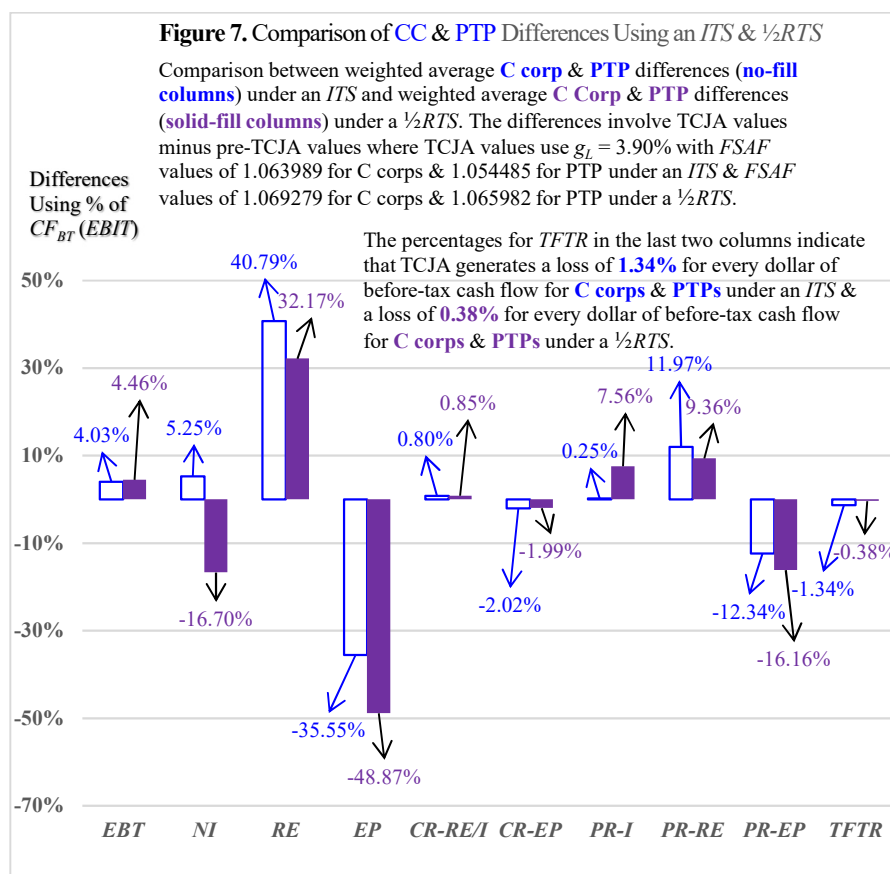 Figure 7. Comparison of CC & PTP Differences Using an ITS & ½RTS
Comparison between weighted average C corp & PTP differences (no-fill
columns) under an ITS and weighted average C Corp & PTP differences
(solid-fill columns) under a ½RTS. The differences involve TCJA values
minus pre-TCJA values where TCJA values use gL = 3.90% with FSAF
values of 1.063989 for C corps & 1.054485 for PTP under an ITS & FSAF
values of 1.069279 for C corps & 1.065982 for PTP under a ½RTS.
Differences
Using % of
CFBT (EBIT)
The percentages for TFTR in the last two columns indicate
that TCJA generates a loss of 1.34% for every dollar of
before-tax cash flow for C corps & PTPs under an ITS &
a loss of 0.38% for every dollar of before-tax cash flow
for C corps & PTPs under a ½RTS.
50%
30%
10%
-10%
-30%
-50%
-70%
4.03%
4.46%
5.25%
-16.70%
40.79%
32.17%
-35.55%
-48.87%
0.80%
0.85%
-2.02%
-1.99%
0.25%
7.56%
11.97%
9.36%
-12.34%
-16.16%
-1.34%
-0.38%
EBT NI RE EP CR-RE/I CR-EP PR-I PR-RE PR-EP TFTR